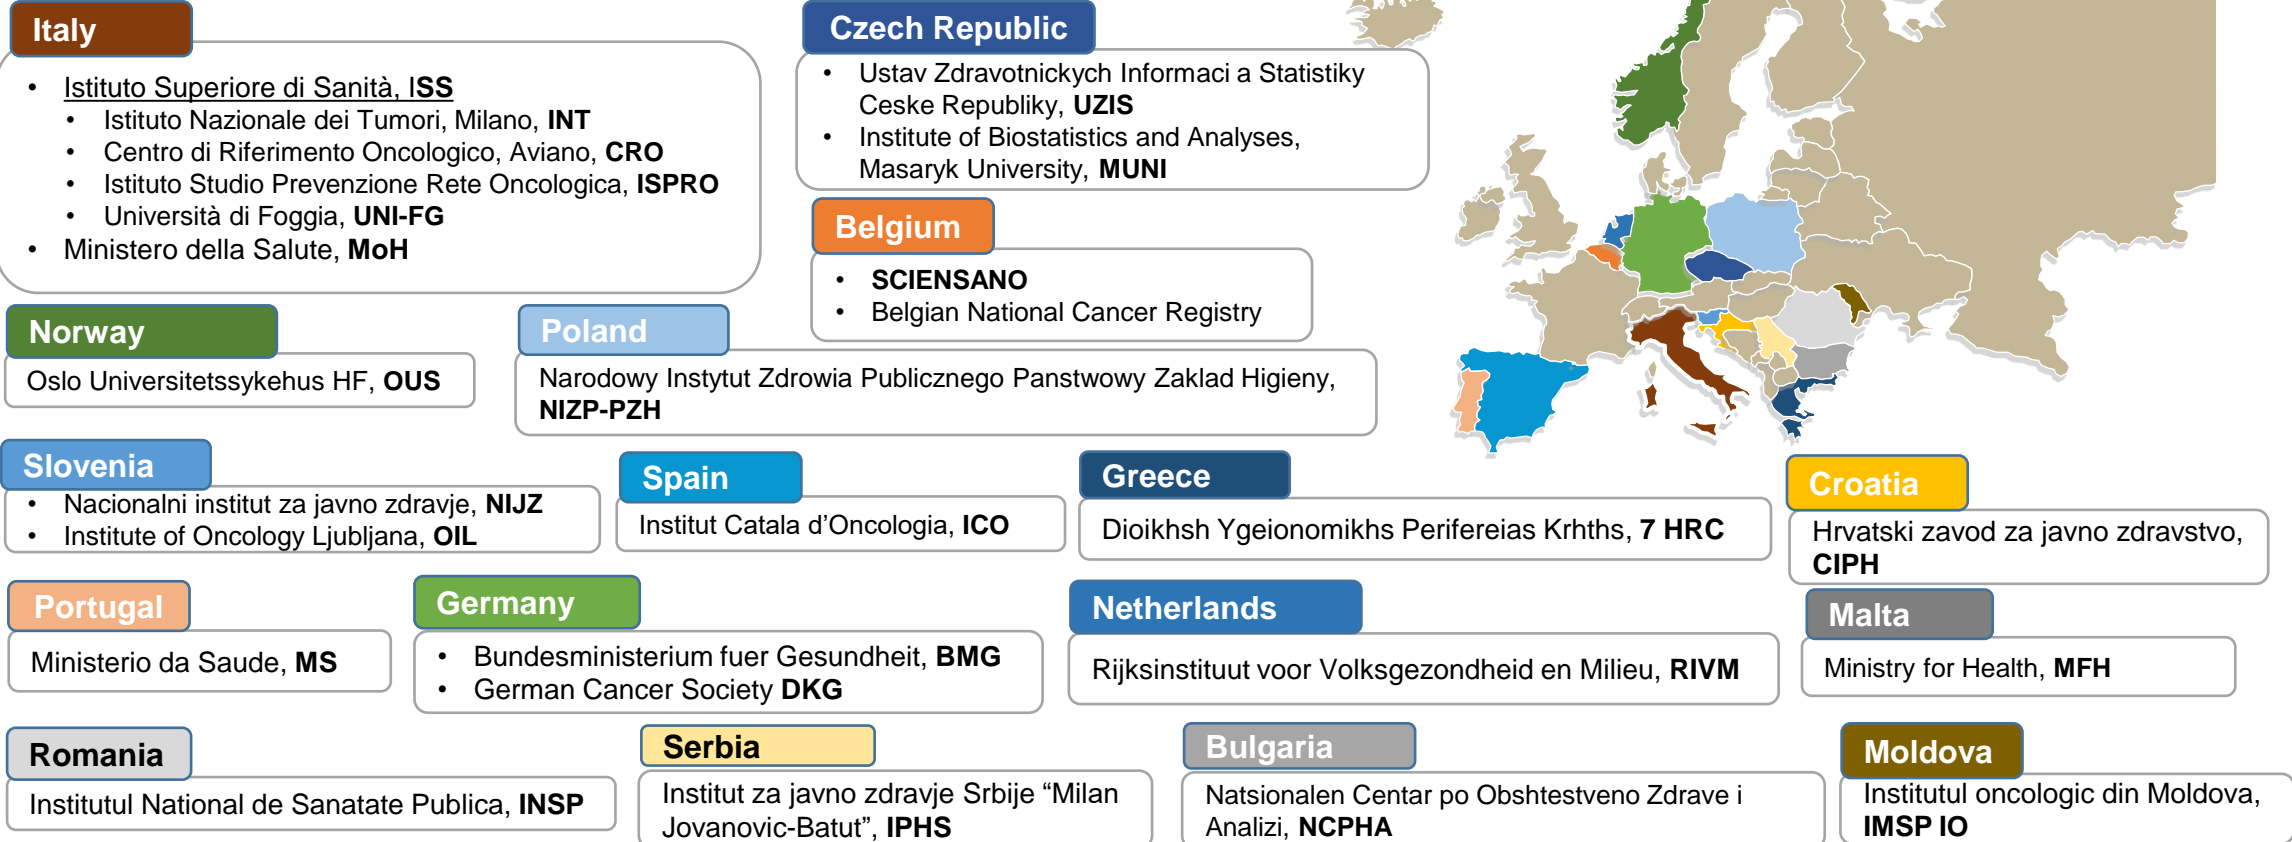 Italy
• Istituto Superiore di Sanità, ISS
• Istituto Nazionale dei Tumori, Milano, INT
• Centro di Riferimento Oncologico, Aviano, CRO
• Istituto Studio Prevenzione Rete Oncologica, ISPRO
• Università di Foggia, UNI-FG
• Ministero della Salute, MoH
Czech Republic
• Ustav Zdravotnickych Informaci a Statistiky
Ceske Republiky, UZIS
• Institute of Biostatistics and Analyses,
Masaryk University, MUNI
Belgium
• SCIENSANO
• Belgian National Cancer Registry
Norway
Oslo Universitetssykehus HF, OUS
Poland
Narodowy Instytut Zdrowia Publicznego Panstwowy Zaklad Higieny,
NIZP-PZH
Slovenia
• Nacionalni institut za javno zdravje, NIJZ
• Institute of Oncology Ljubljana, OIL
Spain
Institut Catala d’Oncologia, ICO
Greece
Dioikhsh Ygeionomikhs Perifereias Krhths, 7 HRC
Croatia
Hrvatski zavod za javno zdravstvo,
CIPH
Portugal
Ministerio da Saude, MS
Germany
• Bundesministerium fuer Gesundheit, BMG
• German Cancer Society DKG
Netherlands
Rijksinstituut voor Volksgezondheid en Milieu, RIVM
Malta
Ministry for Health, MFH
Romania
Institutul National de Sanatate Publica, INSP
Serbia
Institut za javno zdravje Srbije “Milan
Jovanovic-Batut”, IPHS
Bulgaria
Natsionalen Centar po Obshtestveno Zdrave i
Analizi, NCPHA
Moldova
Institutul oncologic din Moldova,
IMSP IO